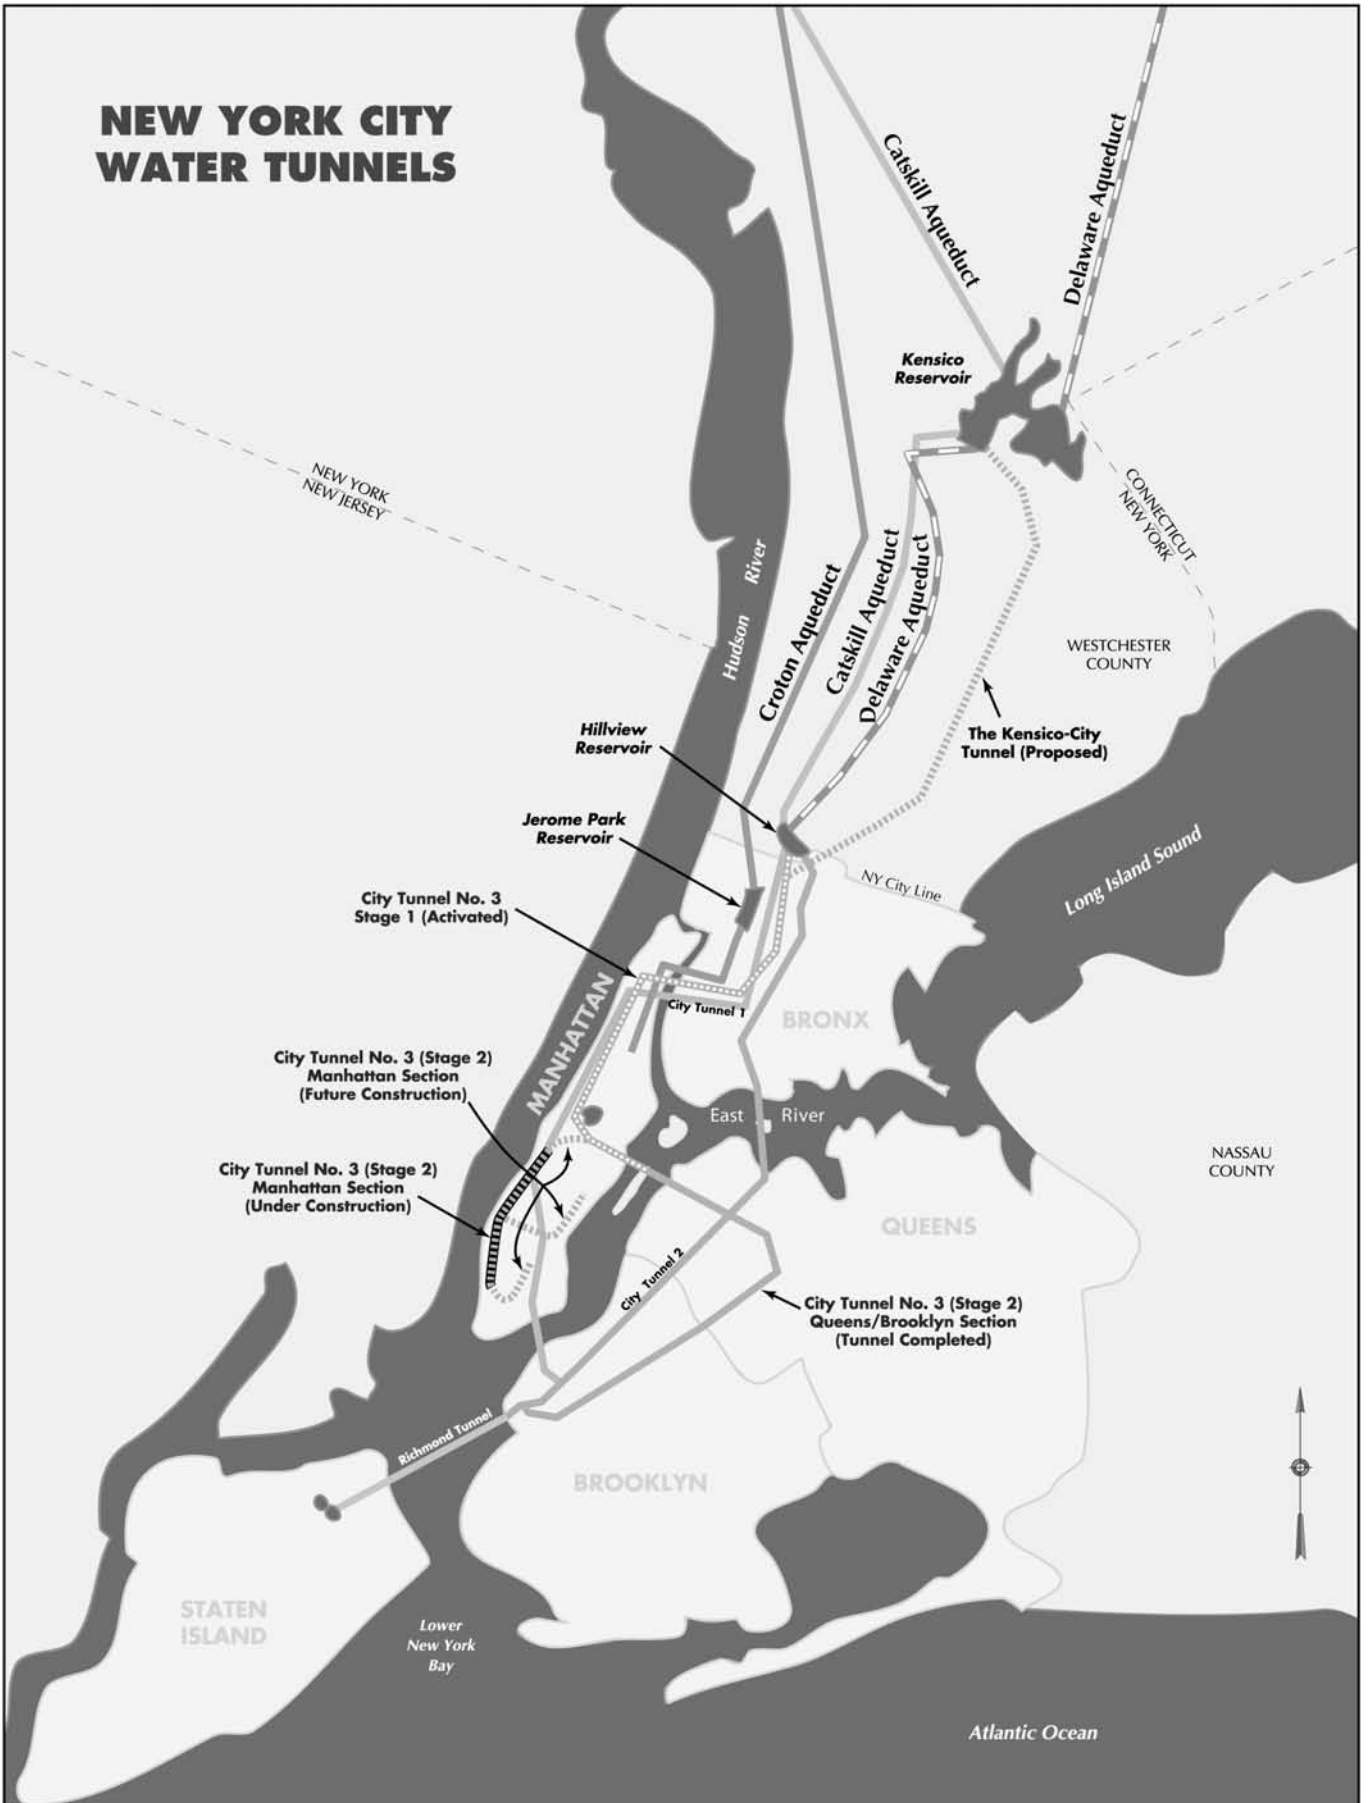 NEW YORK CITY
WATER TUNNELS
Catskill Aqueduct
Delaware Aqueduct
Kensico
Reservoir
NEW YORK
NEW JERSEY
CONNECTICUT
NEW YORK
Hudson River
Croton Aqueduct
Catskill Aqueduct
Delaware Aqueduct
WESTCHESTER
COUNTY
The Kensico-City
Tunnel (Proposed)
Hillview
Reservoir
Jerome Park
Reservoir
NY City Line
Long Island Sound
City Tunnel No. 3
Stage 1 (Activated)
MANHATTAN
City Tunnel 1
BRONX
City Tunnel No. 3 (Stage 2)
Manhattan Section
(Future Construction)
East River
City Tunnel No. 3 (Stage 2)
Manhattan Section
(Under Construction)
NASSAU
COUNTY
QUEENS
City Tunnel 2
City Tunnel No. 3 (Stage 2)
Queens/Brooklyn Section
(Tunnel Completed)
Richmond Tunnel
BROOKLYN
STATEN
ISLAND
Lower
New York
Bay
Atlantic Ocean